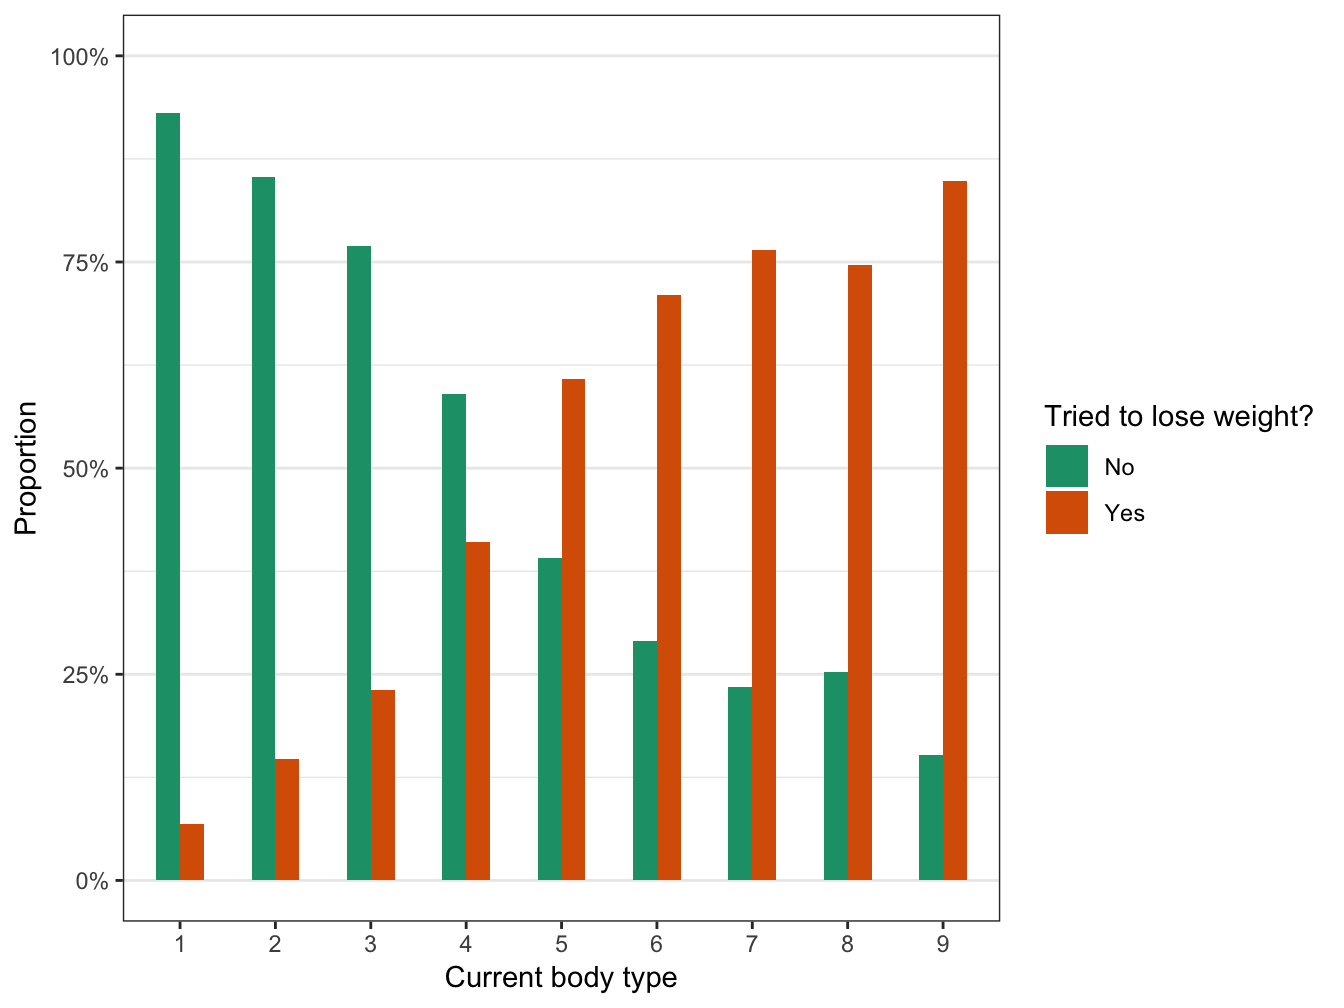 100%
75%
50%
25%
0%
Proportion
1 2 3 4 5 6 7 8 9
Current body type
Tried to lose weight?
No
Yes